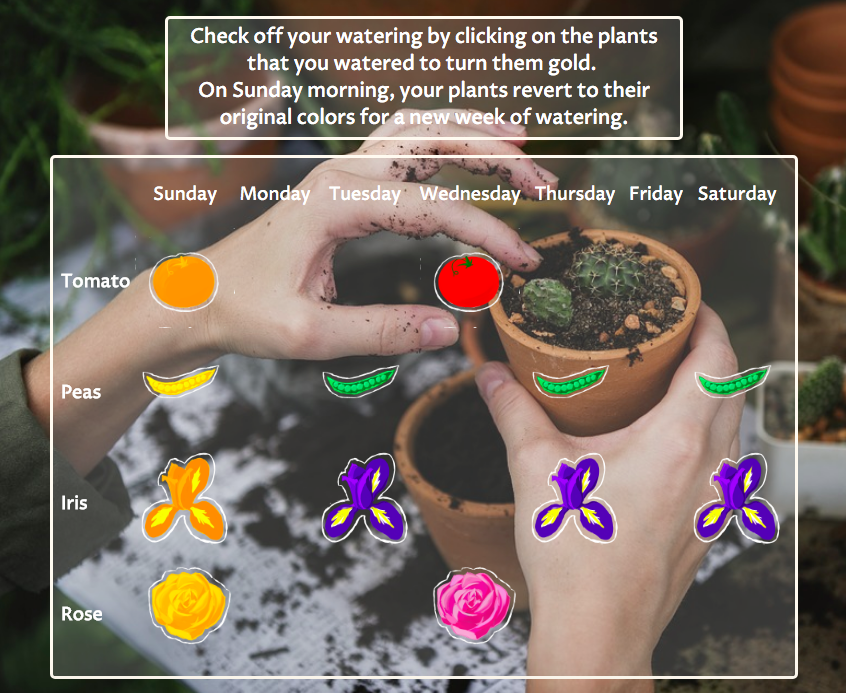 Check off your watering by clicking on the plants
that you watered to turn them gold.
On Sunday morning, your plants revert to their
original colors for a new week of watering.
Sunday Monday Tuesday Wednesday Thursday Friday Saturday
Tomato
Peas
Iris
Rose